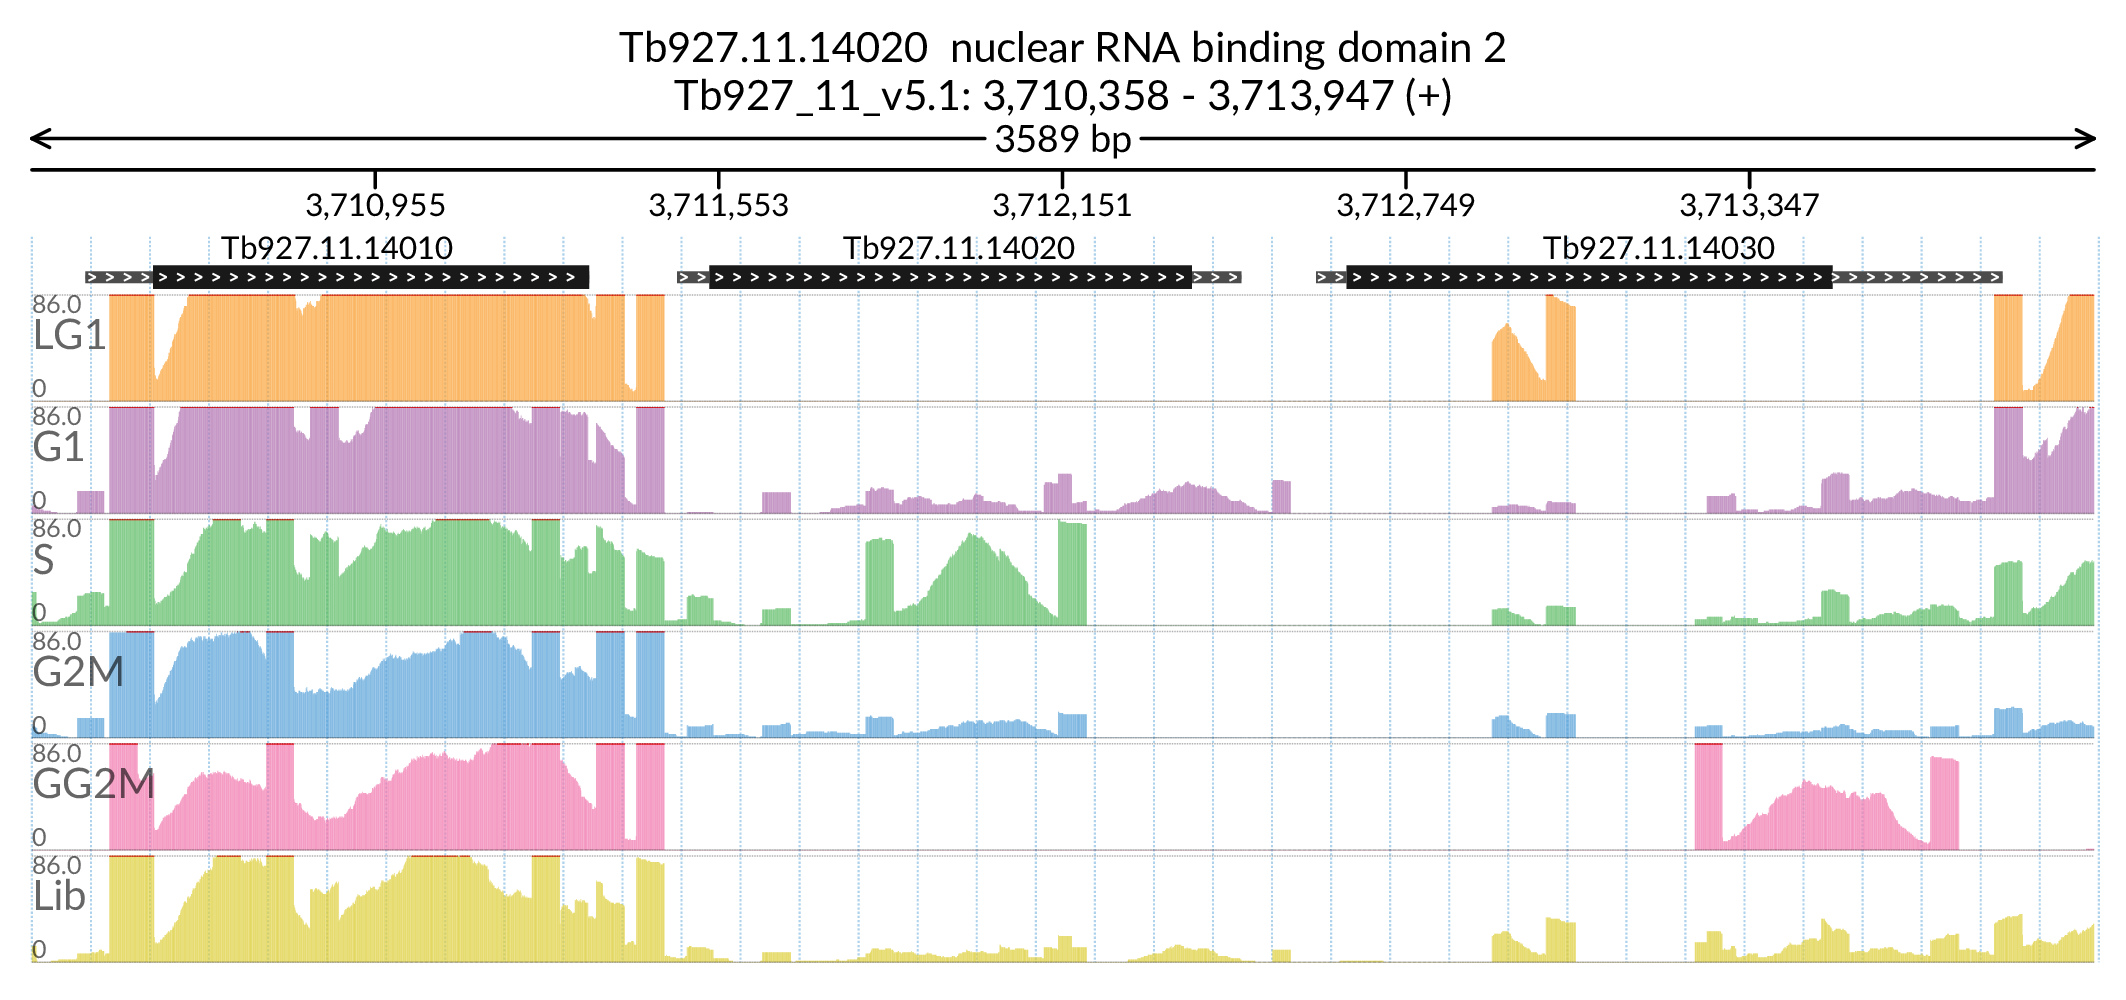 Tb927.11.14020  nuclear RNA binding domain 2
Tb927_11_v5.1: 3,710,358 - 3,713,947 (+)
3589 bp
3,710,955 3,711,553 3,712,151 3,712,749 3,713,347
Tb927.11.14010 Tb927.11.14020 Tb927.11.14030
86.0
LG1
0
86.0
G1
0
86.0
S
0
86.0
G2M
0
86.0
GG2M
0
86.0
Lib
0